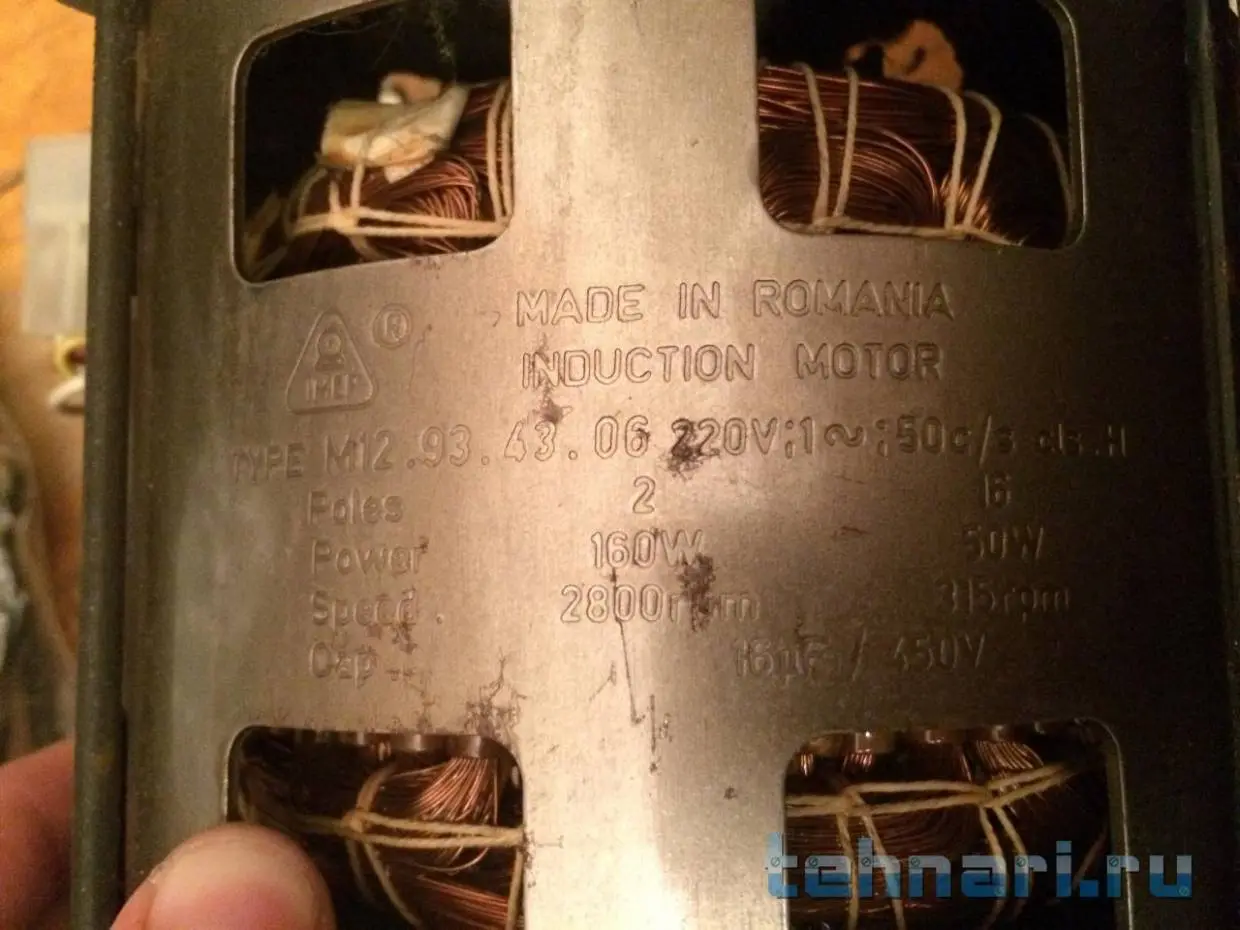 MADE IN ROMANIA
®
INDUCTION MOTOR
TYPE M12.93.43.06 220V;1~;50c/s cls.H
Poles 2 16
Power 160W 50W
Speed. 2800rpm 315rpm
Cap 16μF / 450V
tehnari.ru